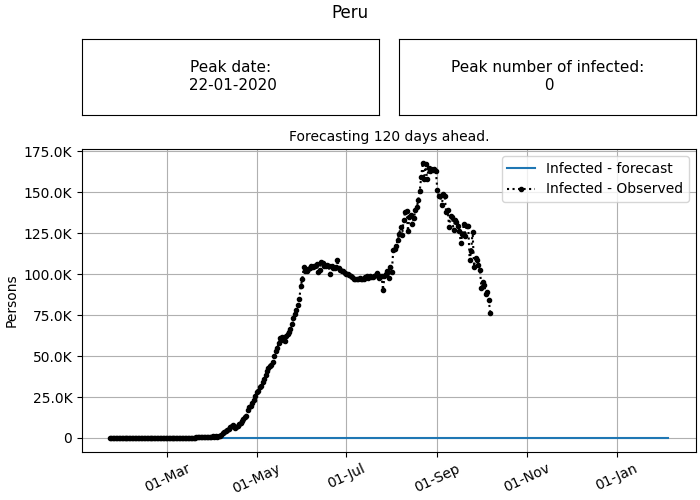 Peru
Peak date:
22-01-2020
Peak number of infected:
0
Forecasting 120 days ahead.
175.0K
150.0K
125.0K
100.0K
75.0K
50.0K
25.0K
0
Persons
Infected - forecast
Infected - Observed
01-Mar
01-May
01-Jul
01-Sep
01-Nov
01-Jan